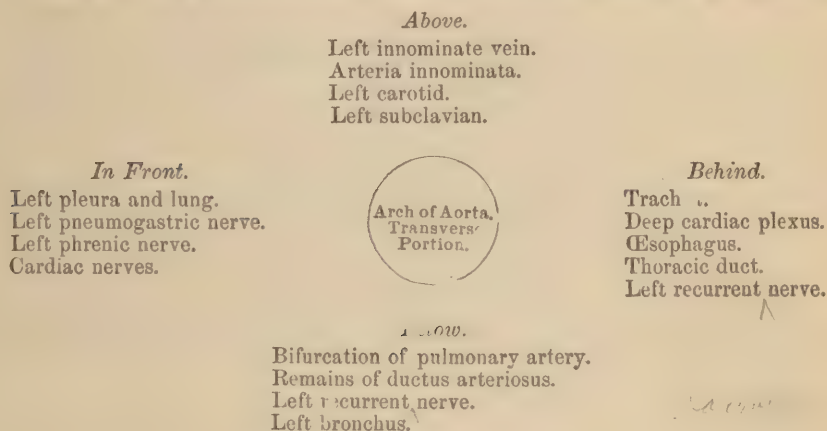 Above.
Left innominate vein.
Arteria innominata.
Left carotid.
Left subclavian.
In Front.
Left pleura and lung.
Left pneumogastric nerve.
Left phrenic nerve.
Cardiac nerves.
Arch of Aorta,
Transvers
Portion.
Behind.
Trach
Deep cardiac plexus.
Œsophagus.
Thoracic duct.
Left recurrent nerve.
Bifurcation of pulmonary artery.
Remains of ductus arteriosus.
Left recurrent nerve.
Left bronchus.